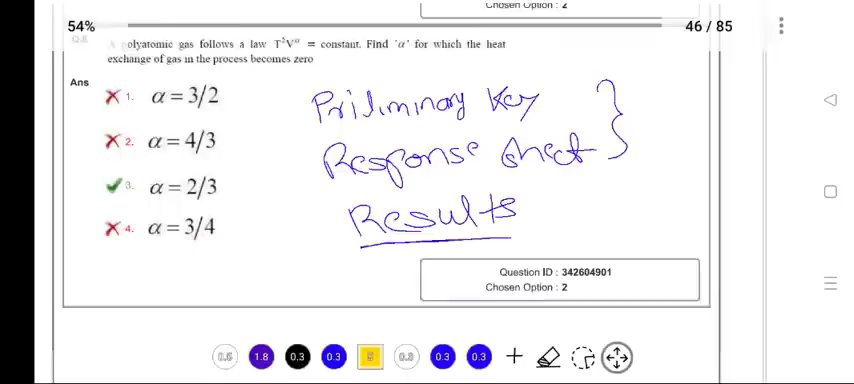 Chosen Option : 2
54%
46 / 85
polyatomic gas follows a law T²Vᵅ = constant. Find 'α' for which the heat
exchange of gas in the process becomes zero
Ans
1. α = 3/2
2. α = 4/3
3. α = 2/3
4. α = 3/4
Priliminary Key
Response sheet
Results
Question ID : 342604901
Chosen Option : 2
0.5 1.8 0.3 0.3 5 0.3 0.3 0.3